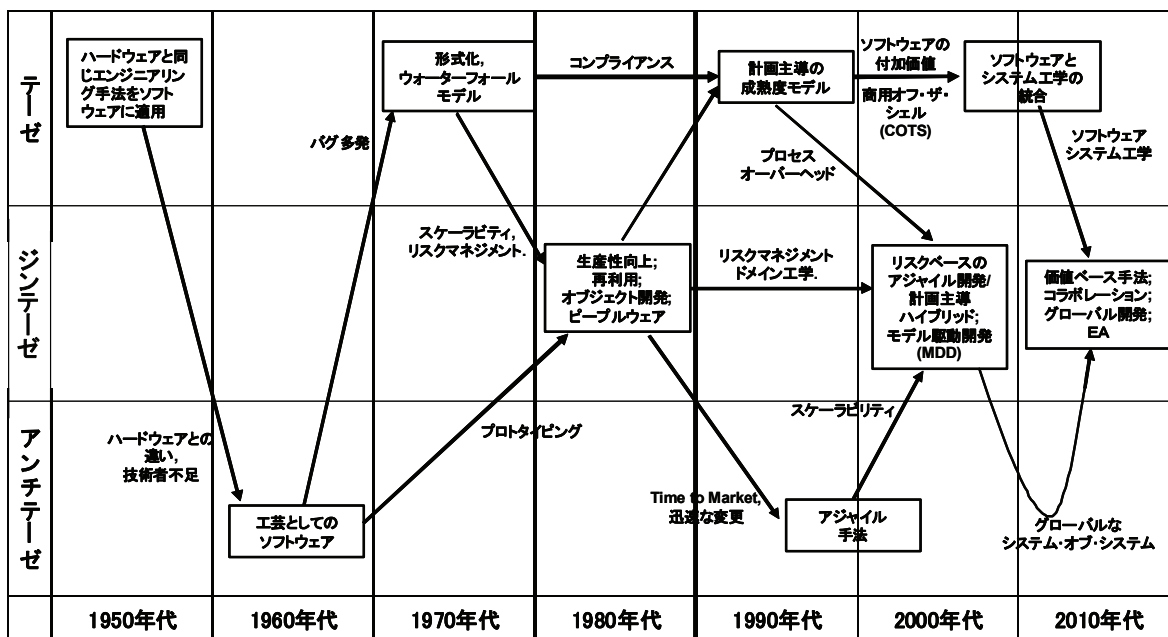 テーゼ
ハードウェアと同
じエンジニアリン
グ手法をソフト
ウェアに適用
形式化,
ウォーターフォール
モデル
コンプライアンス
計画主導の
成熟度モデル
ソフトウェアの
付加価値
商用オフ・ザ・
シェル
(COTS)
ソフトウェアと
システム工学の
統合
バグ多発
プロセス
オーバーヘッド
ソフトウェア
システム工学
ジンテーゼ
スケーラビティ,
リスクマネジメント.
生産性向上;
再利用;
オブジェクト開発;
ピープルウェア
リスクマネジメント
ドメイン工学.
リスクベースの
アジャイル開発/
計画主導
ハイブリッド;
モデル駆動開発
(MDD)
価値ベース手法;
コラボレーション;
グローバル開発;
EA
アンチテーゼ
ハードウェアとの
違い,
技術者不足
工芸としての
ソフトウェア
プロトタイピング
Time to Market,
迅速な変更
スケーラビリティ
アジャイル
手法
グローバルな
システム・オブ・システム
1950年代
1960年代
1970年代
1980年代
1990年代
2000年代
2010年代